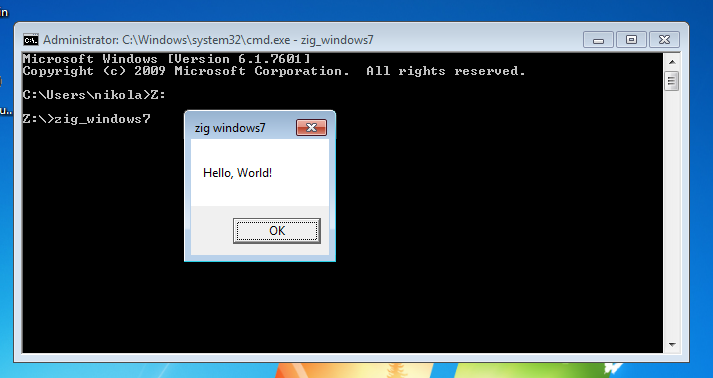 in
u...
Administrator: C:\Windows\system32\cmd.exe - zig_windows7
Microsoft Windows [Version 6.1.7601]
Copyright (c) 2009 Microsoft Corporation.  All rights reserved.
C:\Users\nikola>Z:
Z:\>zig_windows7
zig windows7
Hello, World!
OK